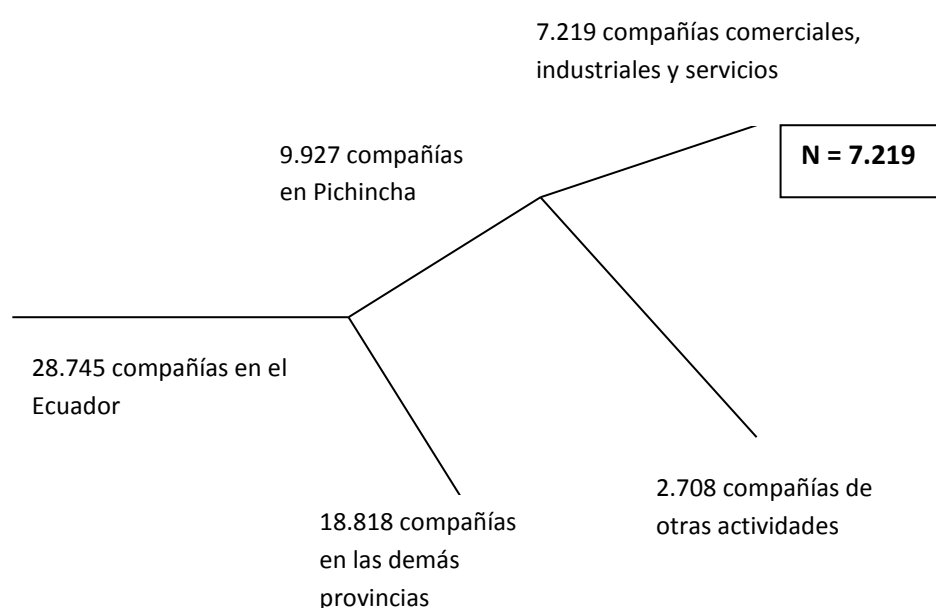 7.219 compañías comerciales,
industriales y servicios
9.927 compañías
en Pichincha
N = 7.219
28.745 compañías en el
Ecuador
18.818 compañías
en las demás
provincias
2.708 compañías de
otras actividades